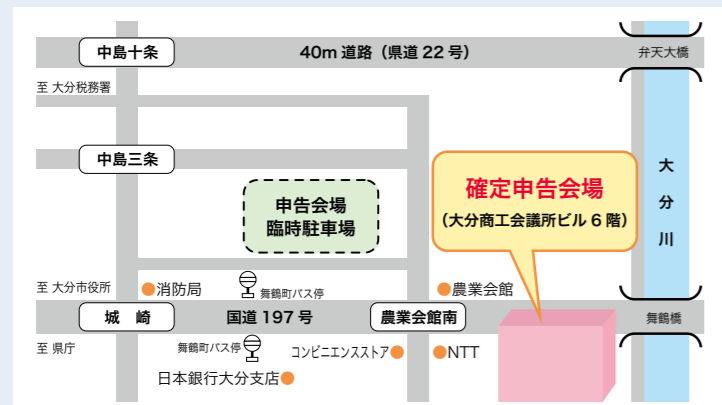 中島十条
40m 道路（県道 22 号）
弁天大橋
至 大分税務署
中島三条
確定申告会場
（大分商工会議所ビル 6 階）
大分川
申告会場
臨時駐車場
至 大分市役所
消防局
舞鶴町バス停
農業会館
城　崎
国道 197 号
農業会館南
舞鶴橋
至 県庁
舞鶴町バス停
コンビニエンスストア
NTT
日本銀行大分支店